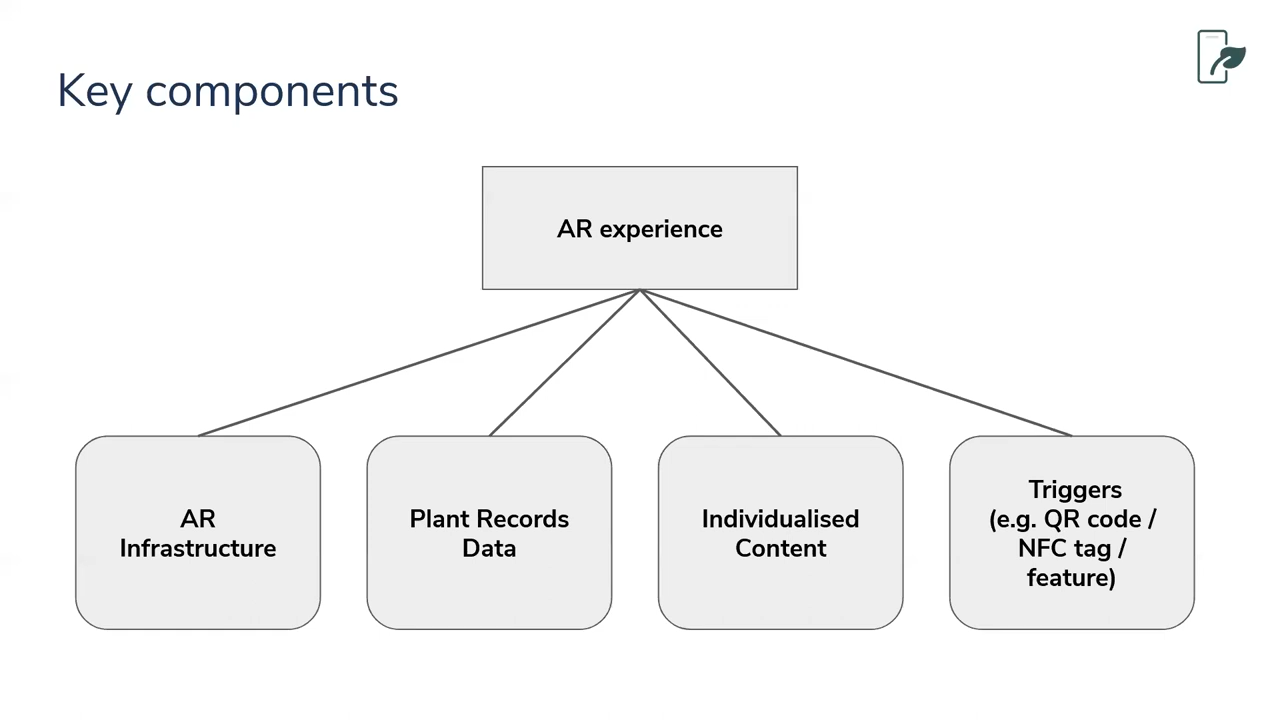 Key components
AR experience
AR
Infrastructure
Plant Records
Data
Individualised
Content
Triggers
(e.g. QR code /
NFC tag /
feature)